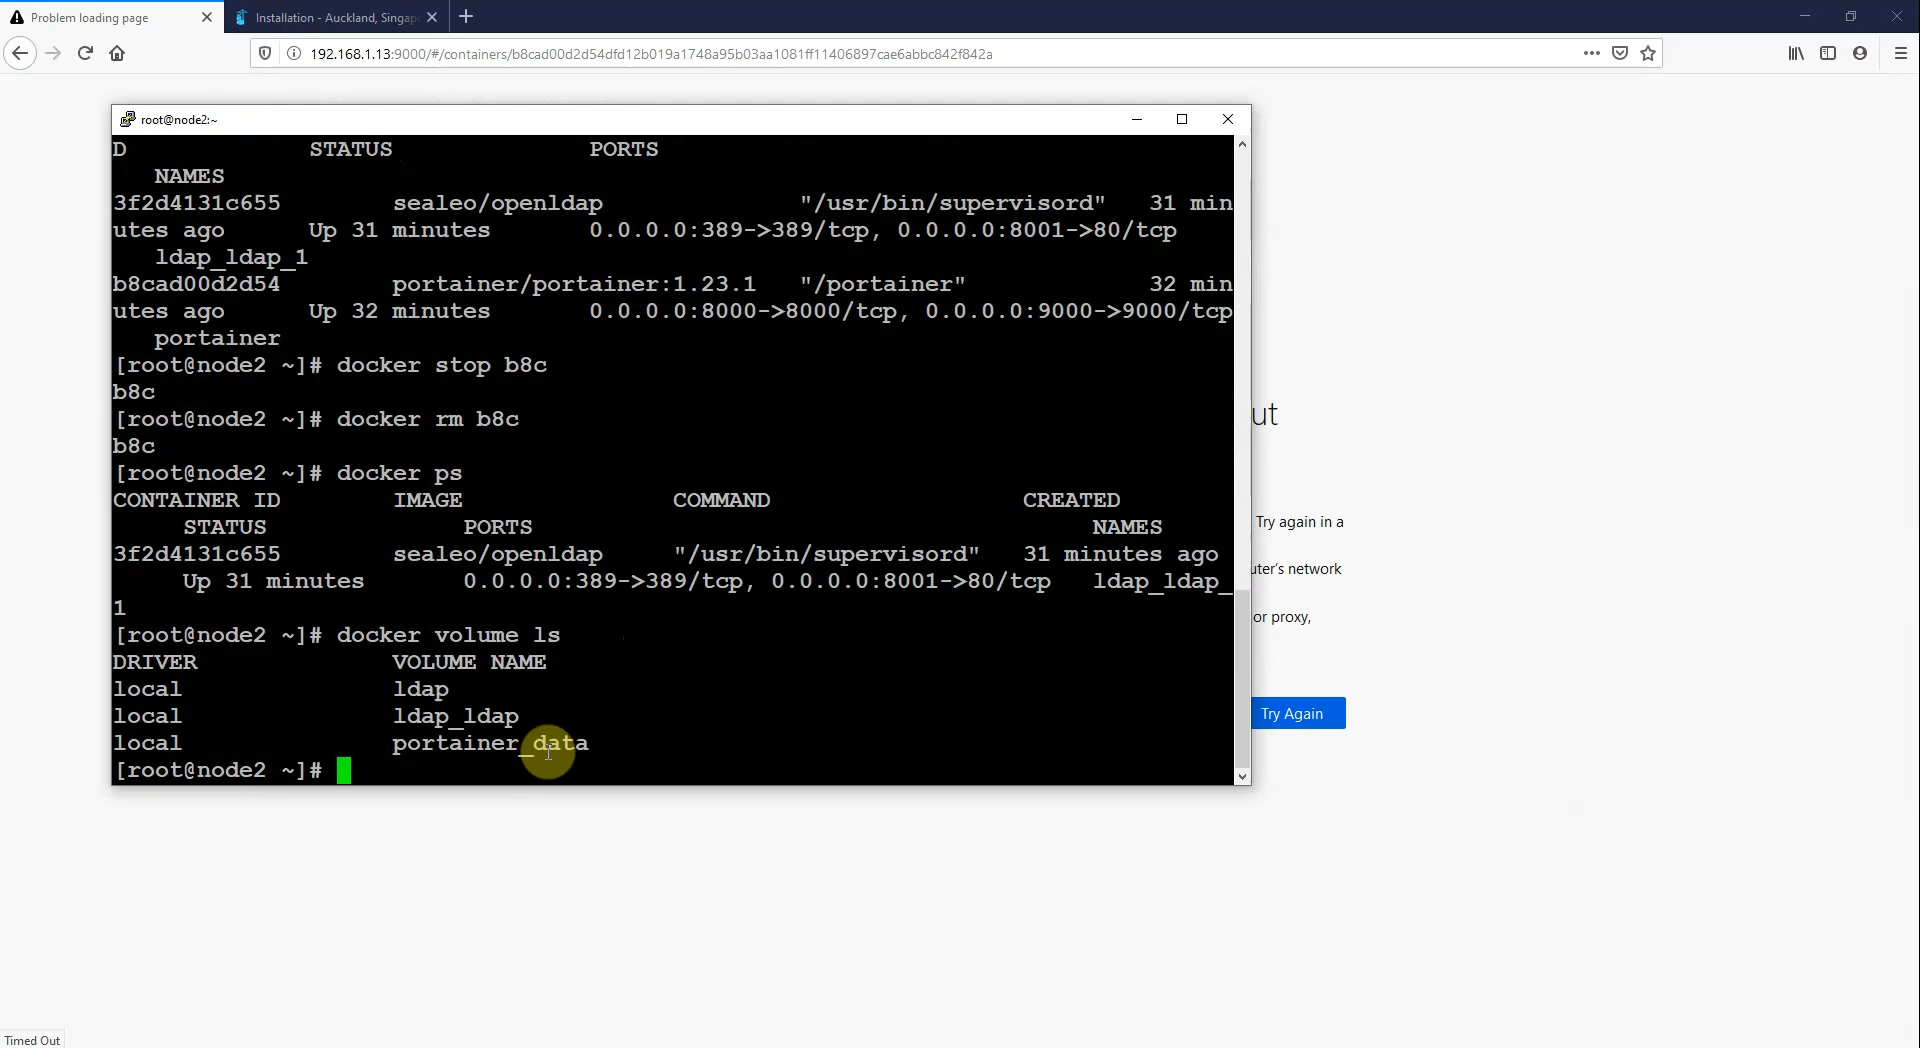 Problem loading page
Installation - Auckland, Singap
192.168.1.13:9000/#/containers/b8cad00d2d54dfd12b019a1748a95b03aa1081ff11406897cae6abbc842f842a
root@node2:~
D STATUS PORTS
NAMES
3f2d4131c655 sealeo/openldap "/usr/bin/supervisord" 31 min
utes ago Up 31 minutes 0.0.0.0:389->389/tcp, 0.0.0.0:8001->80/tcp
ldap_ldap_1
b8cad00d2d54 portainer/portainer:1.23.1 "/portainer" 32 min
utes ago Up 32 minutes 0.0.0.0:8000->8000/tcp, 0.0.0.0:9000->9000/tcp
portainer
[root@node2 ~]# docker stop b8c
b8c
[root@node2 ~]# docker rm b8c
b8c
[root@node2 ~]# docker ps
CONTAINER ID IMAGE COMMAND CREATED
STATUS PORTS NAMES
3f2d4131c655 sealeo/openldap "/usr/bin/supervisord" 31 minutes ago
Up 31 minutes 0.0.0.0:389->389/tcp, 0.0.0.0:8001->80/tcp ldap_ldap_
1
[root@node2 ~]# docker volume ls
DRIVER VOLUME NAME
local ldap
local ldap_ldap
local portainer_data
[root@node2 ~]#
ut
Try again in a
uter's network
or proxy,
Try Again
Timed Out